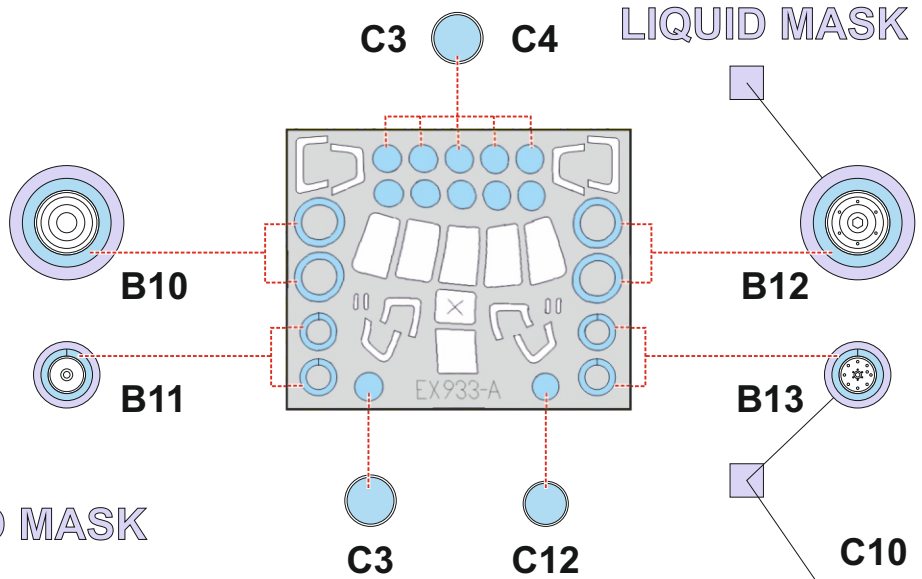 C3 C4
LIQUID MASK
B10
B12
B11
B13
EX933-A
MASK
C3
C12
C10